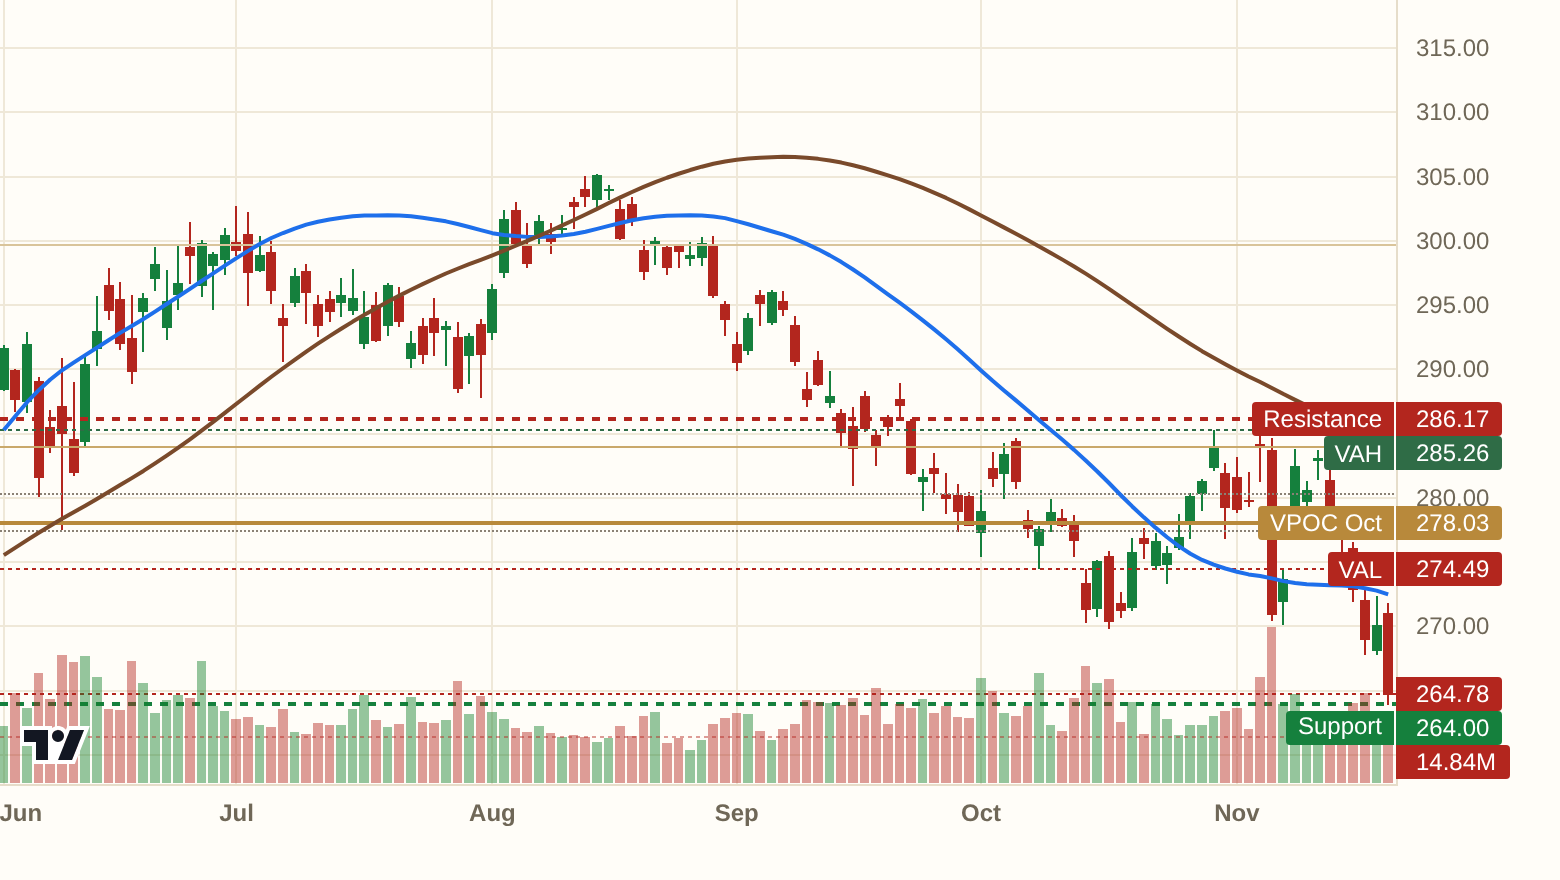 315.00
310.00
305.00
300.00
295.00
290.00
Resistance 286.17
VAH 285.26
280.00
VPOC Oct 278.03
VAL 274.49
270.00
264.78
Support 264.00
14.84M
Jun Jul Aug Sep Oct Nov